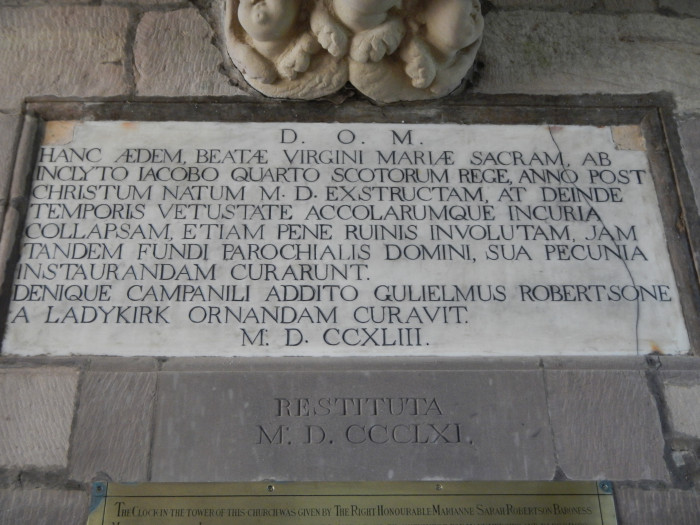 D. O. M.
HANC ÆDEM, BEATÆ VIRGINI MARIÆ SACRAM, AB
INCLYTO IACOBO QUARTO SCOTORUM REGE, ANNO POST
CHRISTUM NATUM M. D. EXSTRUCTAM, AT DEINDE
TEMPORIS VETUSTATE ACCOLARUMQUE INCURIA
COLLAPSAM, ETIAM PENE RUINIS INVOLUTAM, JAM
TANDEM FUNDI PAROCHIALIS DOMINI, SUA PECUNIA
INSTAURANDAM CURARUNT.
DENIQUE CAMPANILI ADDITO GULIELMUS ROBERTSONE
A LADYKIRK ORNANDAM CURAVIT.
M. D. CCXLIII.
RESTITUTA
M. D. CCCLXI.
THE CLOCK IN THE TOWER OF THIS CHURCH WAS GIVEN BY THE RIGHT HONOURABLE MARIANNE SARAH ROBERTSON BARONESS